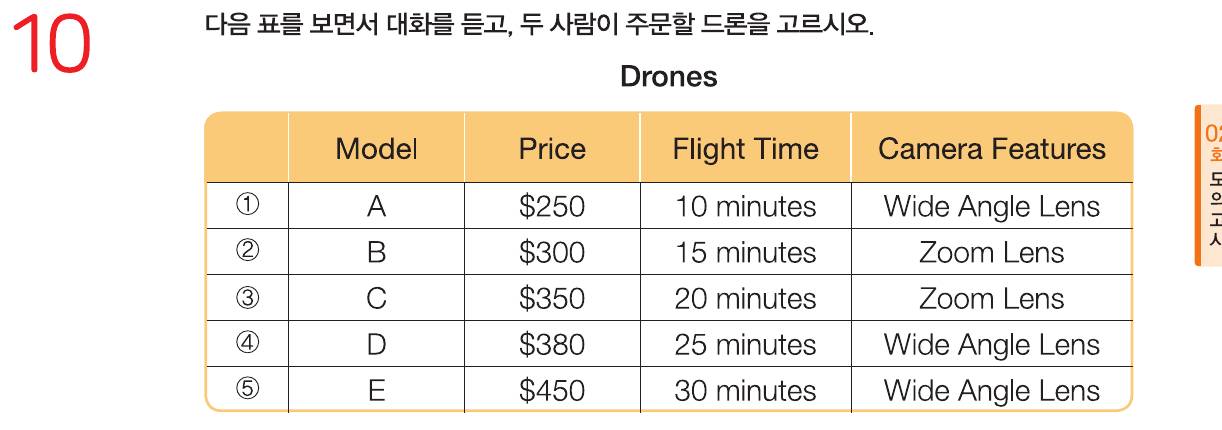 10
다음 표를 보면서 대화를 듣고, 두 사람이 주문할 드론을 고르시오.
Drones
Model Price Flight Time Camera Features
① A $250 10 minutes Wide Angle Lens
② B $300 15 minutes Zoom Lens
③ C $350 20 minutes Zoom Lens
④ D $380 25 minutes Wide Angle Lens
⑤ E $450 30 minutes Wide Angle Lens